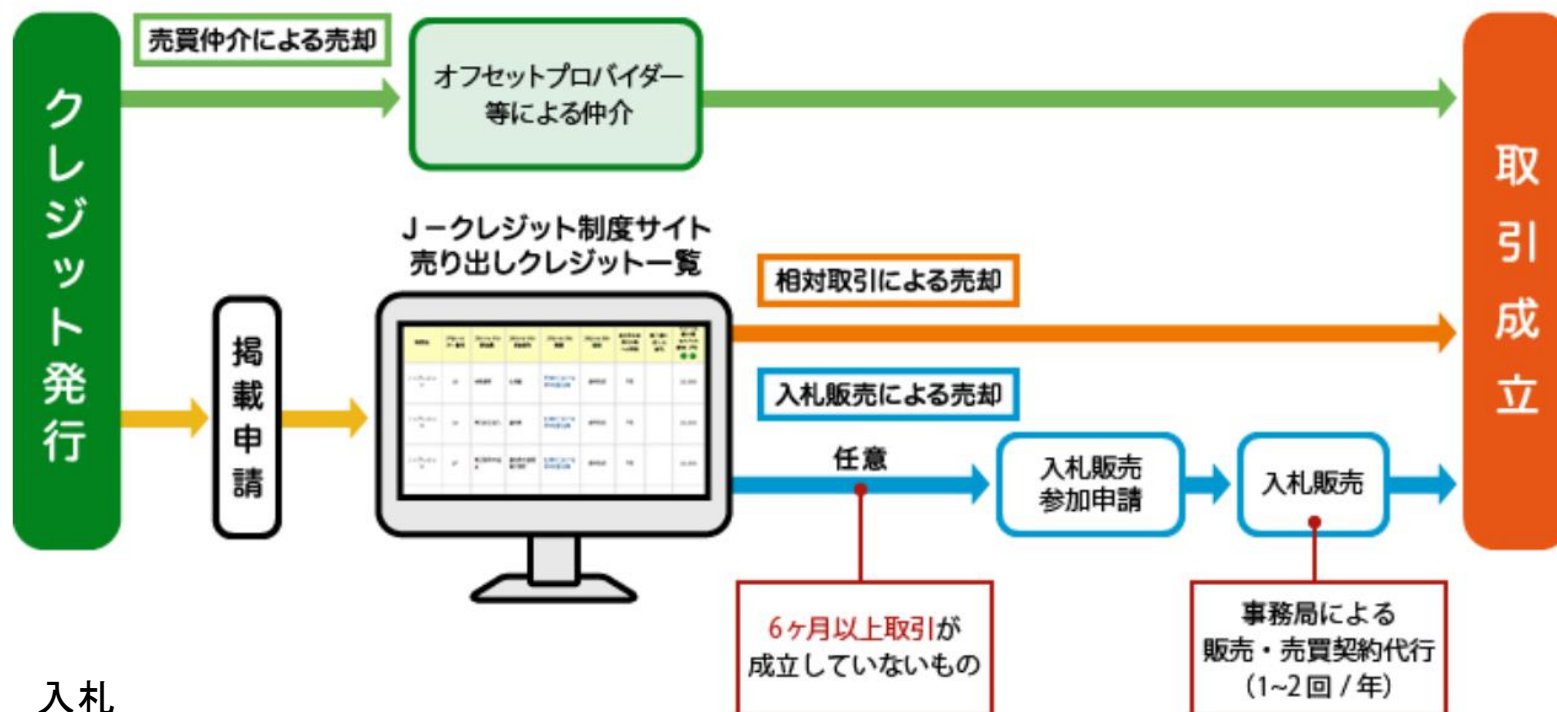 クレジット発行
売買仲介による売却
オフセットプロバイダー
等による仲介
取引成立
J－クレジット制度サイト
売り出しクレジット一覧
掲載申請
相対取引による売却
入札販売による売却
任意
入札販売
参加申請
入札販売
6ヶ月以上取引が
成立していないもの
事務局による
販売・売買契約代行
（1~2回 / 年）
入札